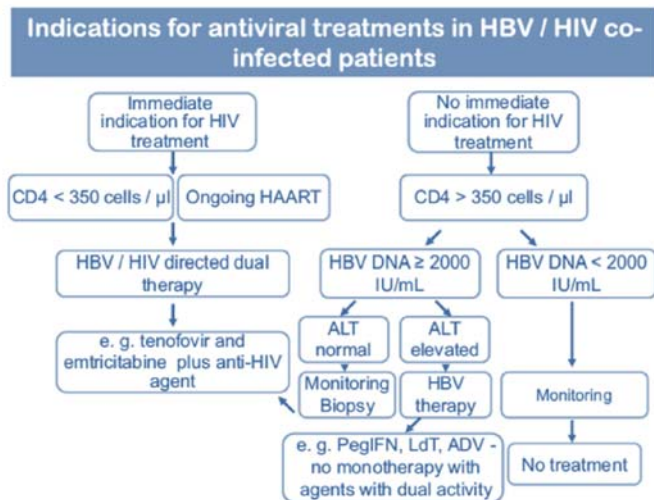 Indications for antiviral treatments in HBV / HIV co-
infected patients
Immediate
indication for HIV
treatment
No immediate
indication for HIV
treatment
CD4 < 350 cells / µl
Ongoing HAART
CD4 > 350 cells / µl
HBV / HIV directed dual
therapy
HBV DNA ≥ 2000
IU/mL
HBV DNA < 2000
IU/mL
e. g. tenofovir and
emtricitabine plus anti-HIV
agent
ALT
normal
ALT
elevated
Monitoring
Biopsy
HBV
therapy
Monitoring
e. g. PegIFN, LdT, ADV -
no monotherapy with
agents with dual activity
No treatment